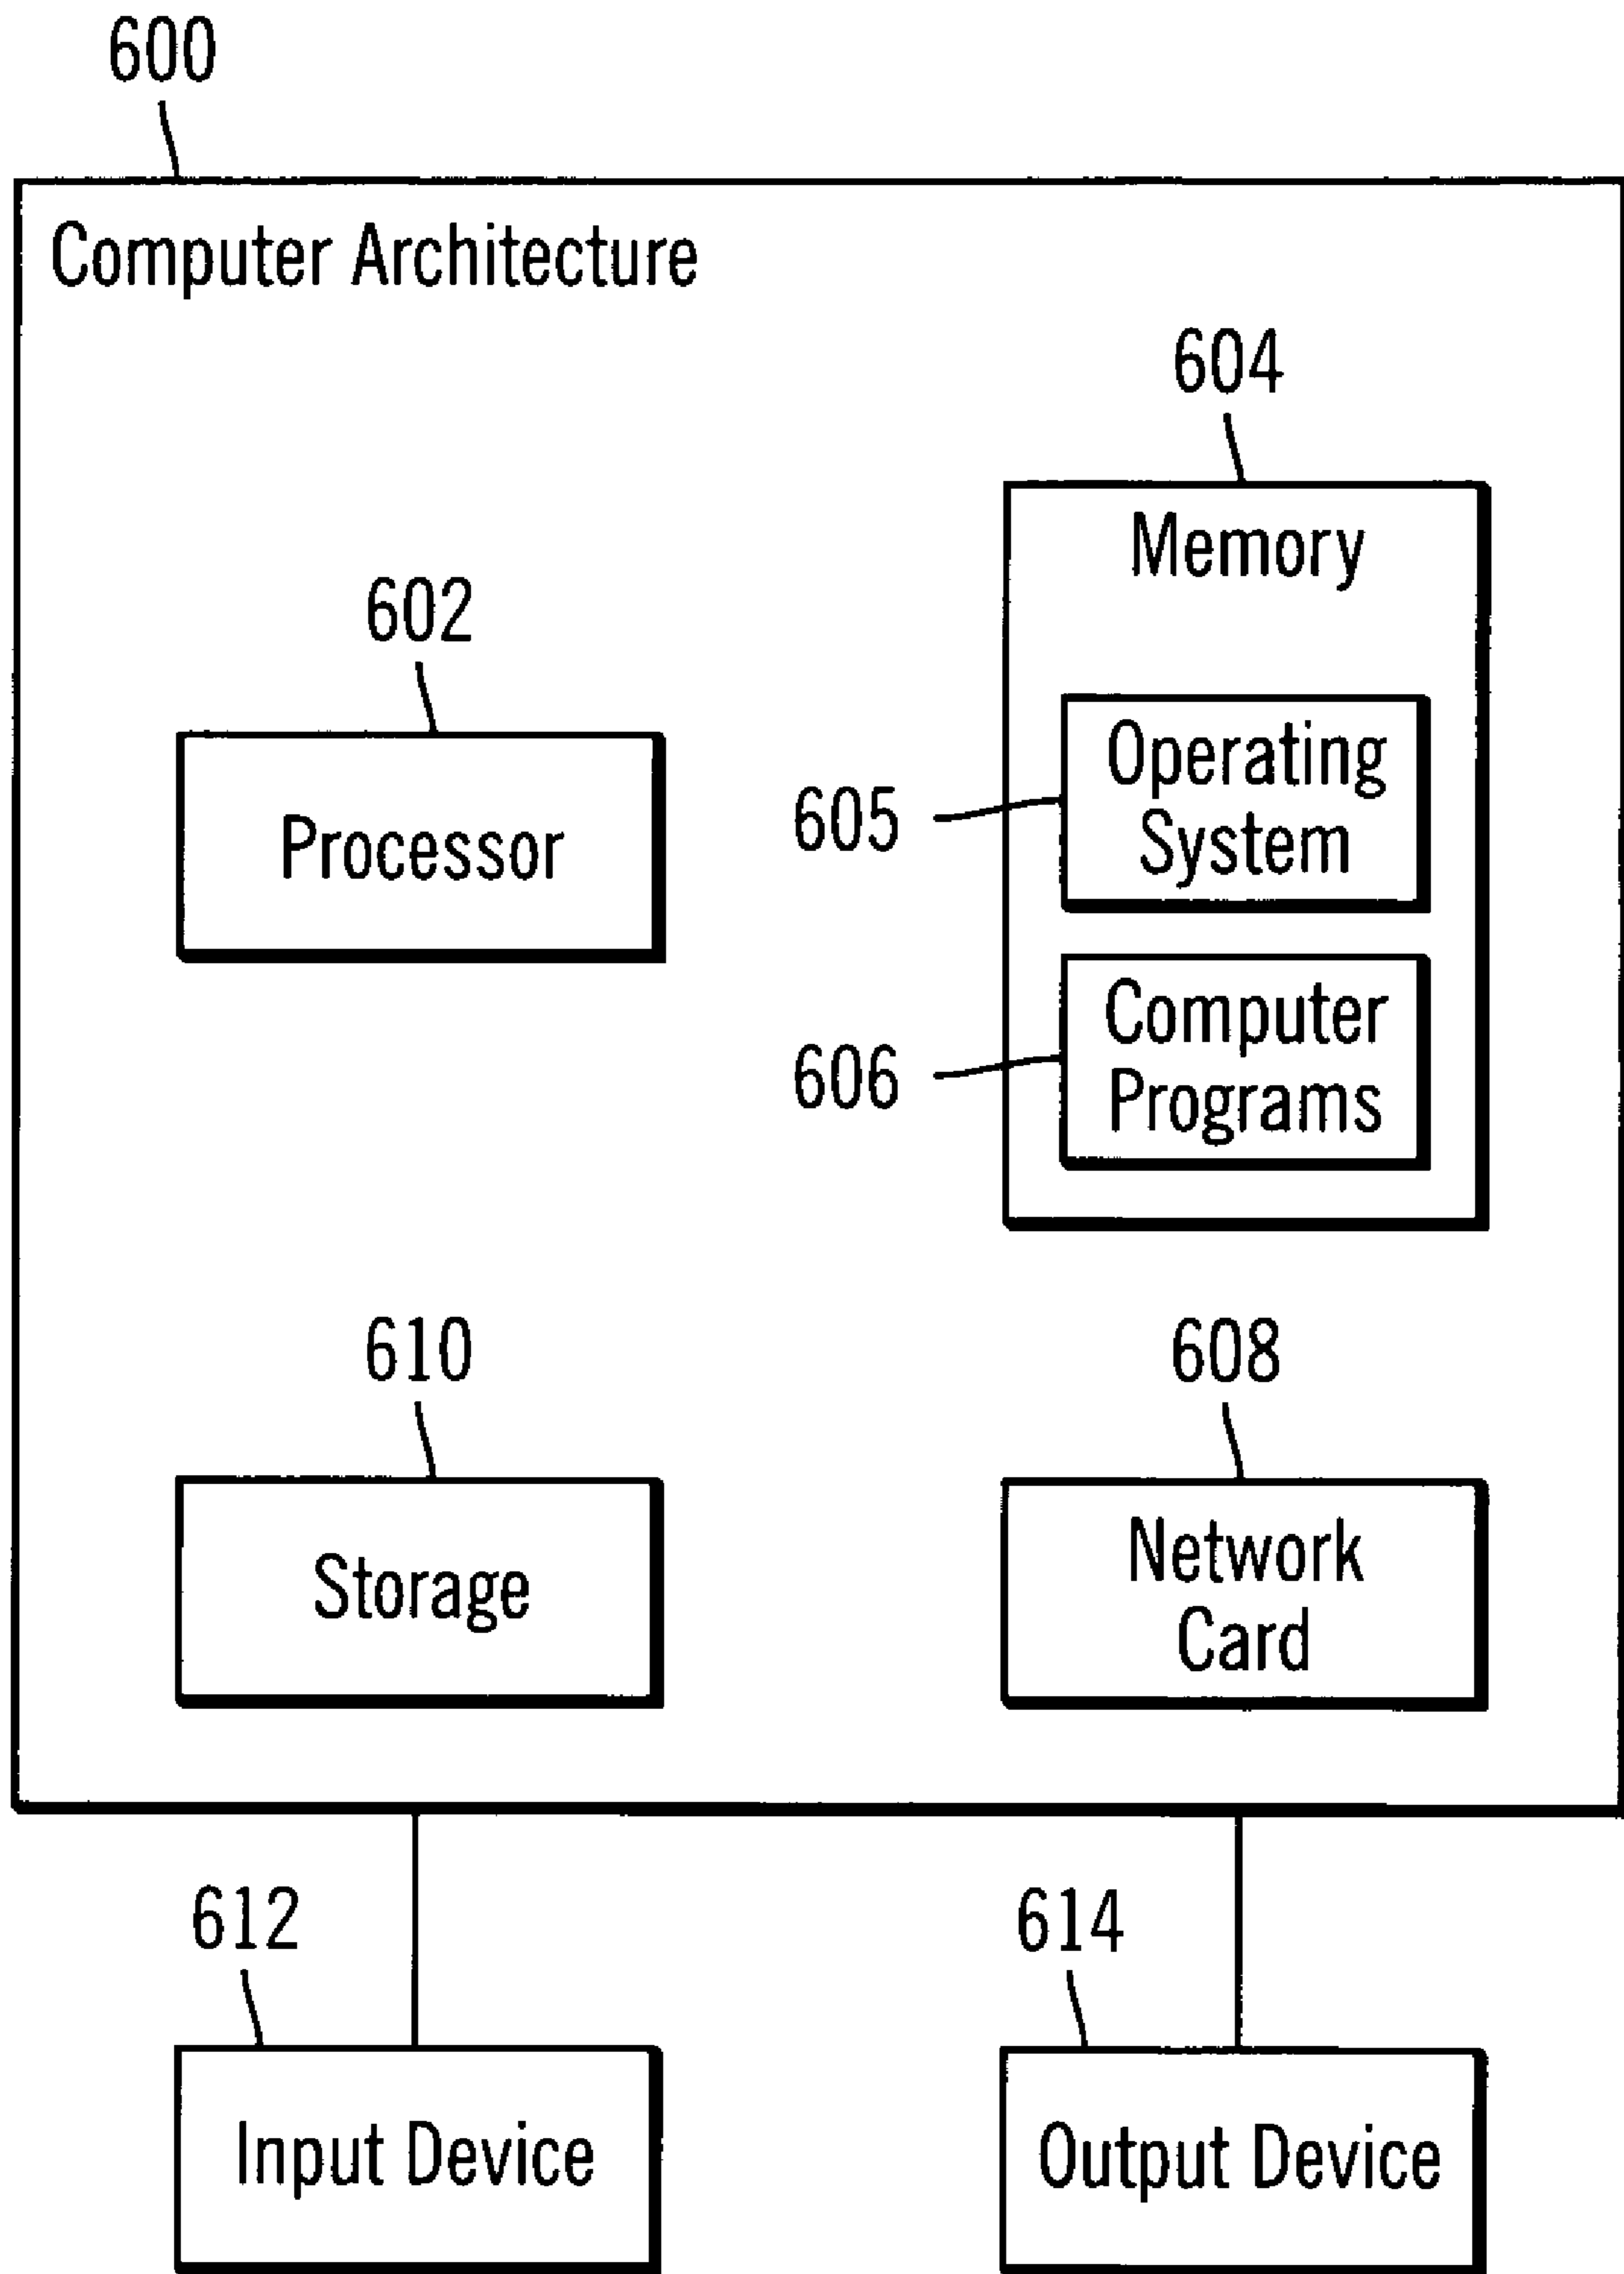 600
Computer Architecture
604
Memory
602
Processor
605
Operating
System
606
Computer
Programs
610
Storage
608
Network
Card
612
Input Device
614
Output Device